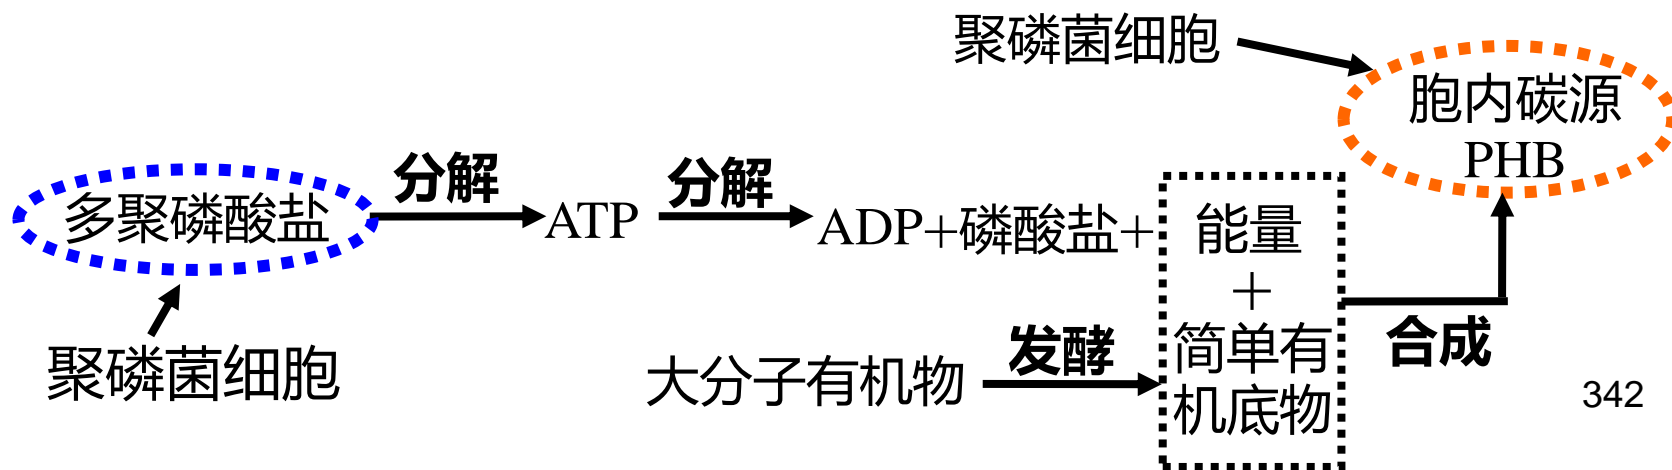 聚磷菌细胞
胞内碳源
PHB
多聚磷酸盐
分解
ATP
分解
ADP+磷酸盐+
能量
+
简单有
机底物
聚磷菌细胞
大分子有机物
发酵
合成
342